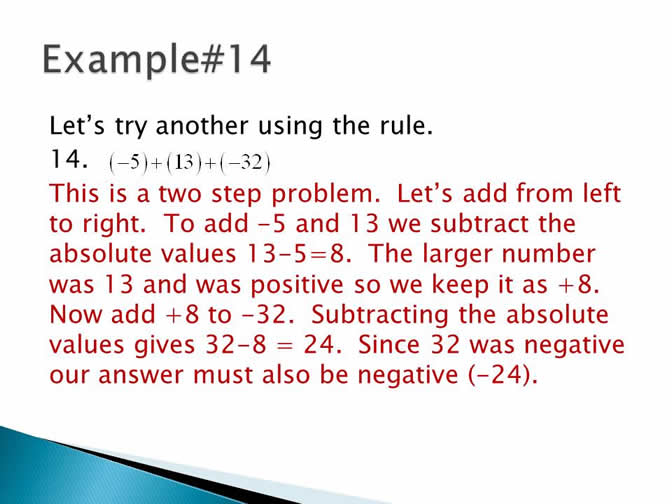 Example#14
Let's try another using the rule.
14. (−5)+(13)+(−32)
This is a two step problem. Let's add from left
to right. To add -5 and 13 we subtract the
absolute values 13-5=8. The larger number
was 13 and was positive so we keep it as +8.
Now add +8 to -32. Subtracting the absolute
values gives 32-8 = 24. Since 32 was negative
our answer must also be negative (-24).